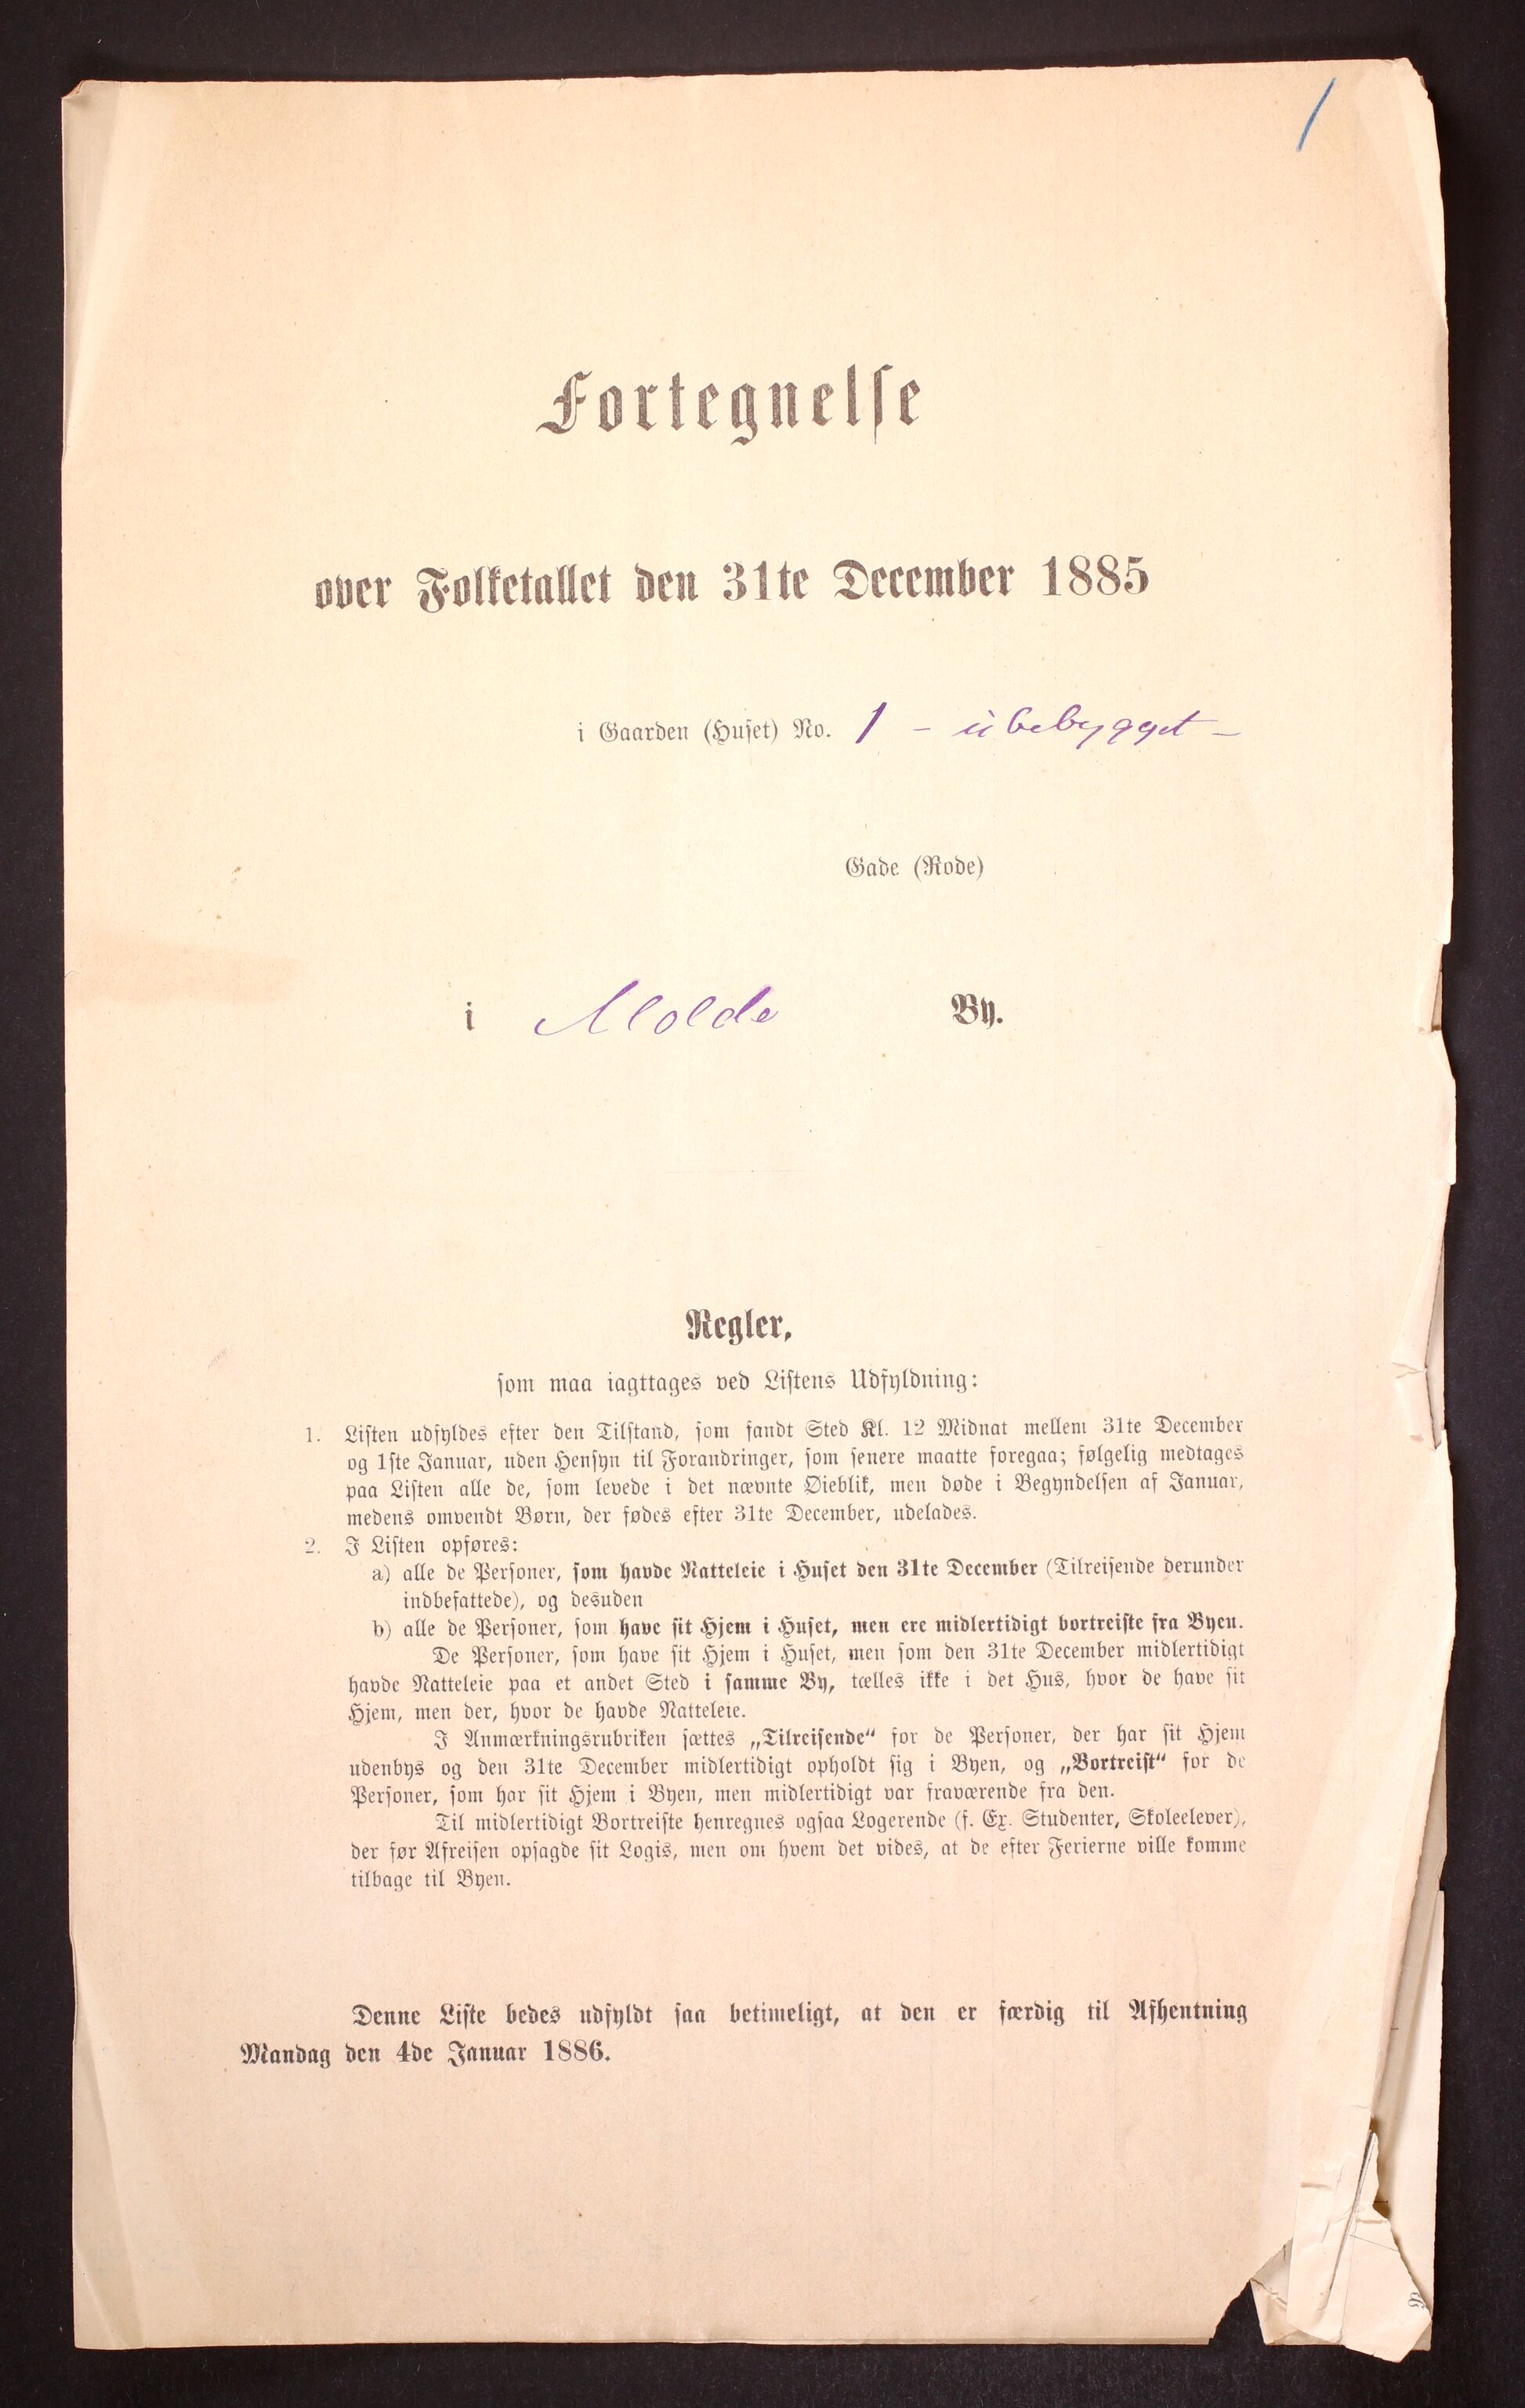 /
Fortegnelse
over Folketallet den 31te December 1885
i Gaarden (Huset) No. 1 - ubebygget -
Gade (Rode)
i Molde By.
Regler,
som maa iagttages ved Listens Udfyldning:
1. Listen udfyldes efter den Tilstand, som fandt Sted Kl. 12 Midnat mellem 31te December
og 1ste Januar, uden Hensyn til Forandringer, som senere maatte foregaa; følgelig medtages
paa Listen alle de, som levede i det nævnte Øieblik, men døde i Begyndelsen af Januar,
medens omvendt Børn, der fødes efter 31te December, udelades.
2. I Listen opføres:
a) alle de Personer, som havde Natteleie i Huset den 31te December (Tilreisende derunder
indbefattede), og desuden
b) alle de Personer, som have sit Hjem i Huset, men ere midlertidigt bortreiste fra Byen.
De Personer, som have sit Hjem i Huset, men som den 31te December midlertidigt
havde Natteleie paa et andet Sted i samme By, tælles ikke i det Hus, hvor de have sit
Hjem, men der, hvor de havde Natteleie.
I Anmærkningsrubriken sættes „Tilreisende“ for de Personer, der har sit Hjem
udenbys og den 31te December midlertidigt opholdt sig i Byen, og „Bortreist“ for de
Personer, som har sit Hjem i Byen, men midlertidigt var fraværende fra den.
Til midlertidigt Bortreiste henregnes ogsaa Logerende (f. Ex. Studenter, Skoleelever),
der før Afreisen opsagde sit Logis, men om hvem det vides, at de efter Ferierne ville komme
tilbage til Byen.
Denne Liste bedes udfyldt saa betimeligt, at den er færdig til Afhentning
Mandag den 4de Januar 1886.